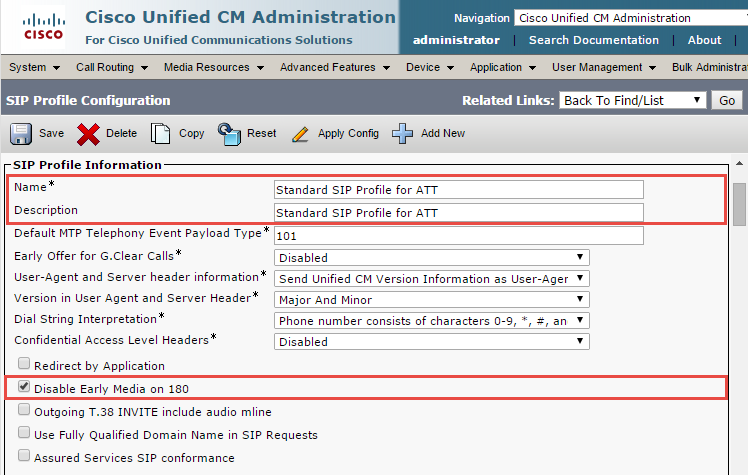 Cisco Unified CM Administration
Navigation Cisco Unified CM Administration
CISCO
For Cisco Unified Communications Solutions
administrator | Search Documentation | About |
System Call Routing Media Resources Advanced Features Device Application User Management Bulk Administra
SIP Profile Configuration
Related Links: Back To Find/List Go
Save Delete Copy Reset Apply Config Add New
SIP Profile Information
Name* Standard SIP Profile for ATT
Description Standard SIP Profile for ATT
Default MTP Telephony Event Payload Type* 101
Early Offer for G.Clear Calls* Disabled
User-Agent and Server header information* Send Unified CM Version Information as User-Ager
Version in User Agent and Server Header* Major And Minor
Dial String Interpretation* Phone number consists of characters 0-9, *, #, an
Confidential Access Level Headers* Disabled
Redirect by Application
Disable Early Media on 180
Outgoing T.38 INVITE include audio mline
Use Fully Qualified Domain Name in SIP Requests
Assured Services SIP conformance